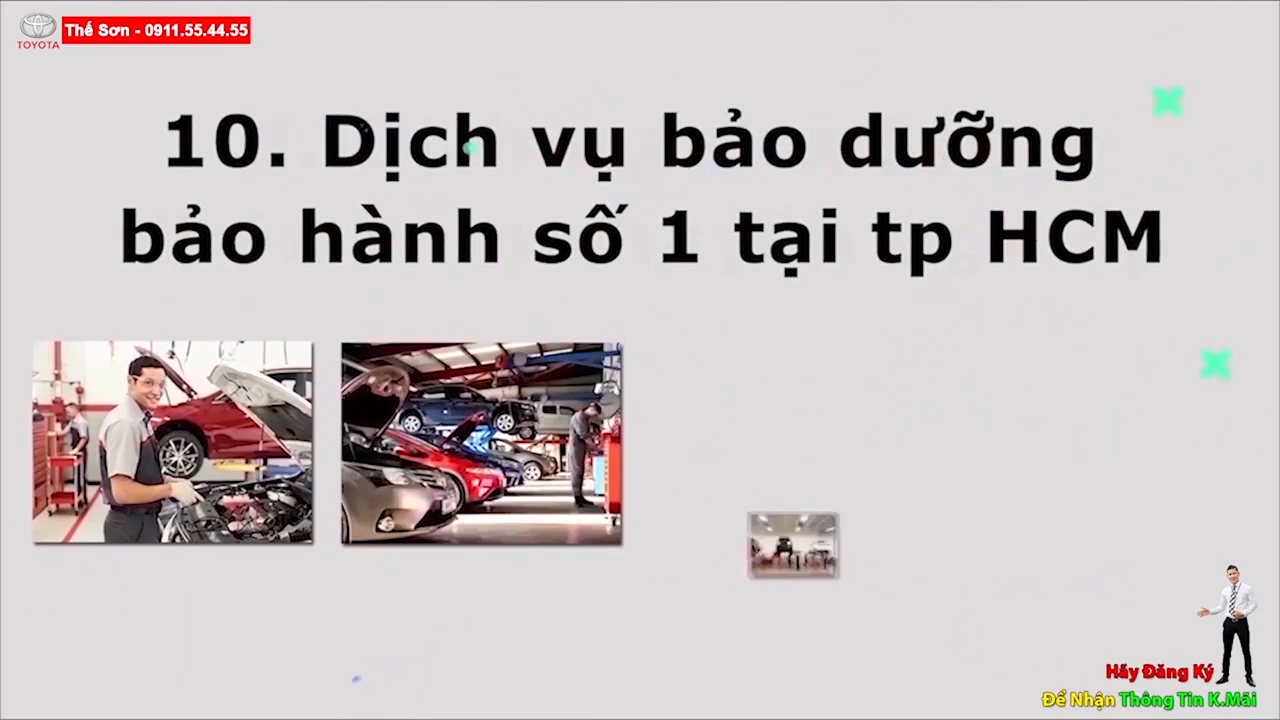 TOYOTA
Thế Sơn - 0911.55.44.55
10. Dịch vụ bảo dưỡng
bảo hành số 1 tại tp HCM
Hãy Đăng Ký
Để Nhận Thông Tin K.Mãi